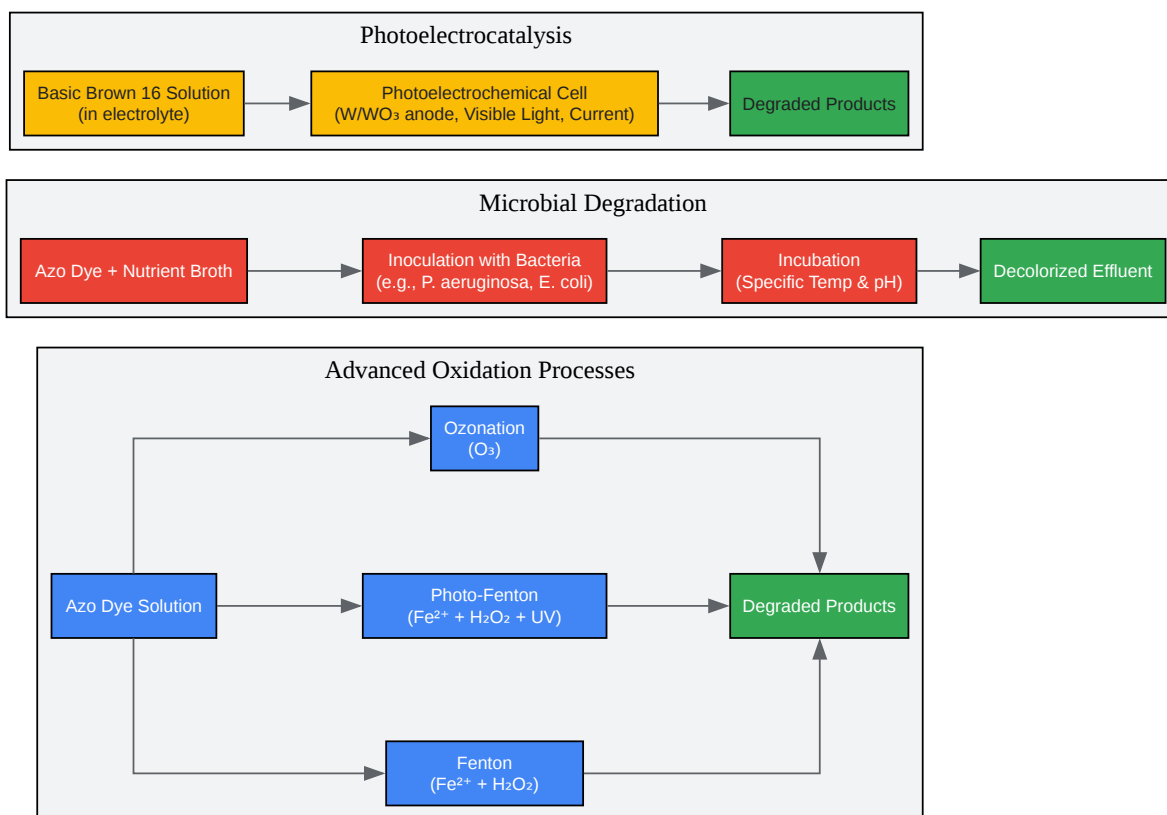 Photoelectrocatalysis
Basic Brown 16 Solution
(in electrolyte)
Photoelectrochemical Cell
(W/WO₃ anode, Visible Light, Current)
Degraded Products
Microbial Degradation
Azo Dye + Nutrient Broth
Inoculation with Bacteria
(e.g., P. aeruginosa, E. coli)
Incubation
(Specific Temp & pH)
Decolorized Effluent
Advanced Oxidation Processes
Ozonation
(O₃)
Azo Dye Solution
Photo-Fenton
(Fe²⁺ + H₂O₂ + UV)
Degraded Products
Fenton
(Fe²⁺ + H₂O₂)